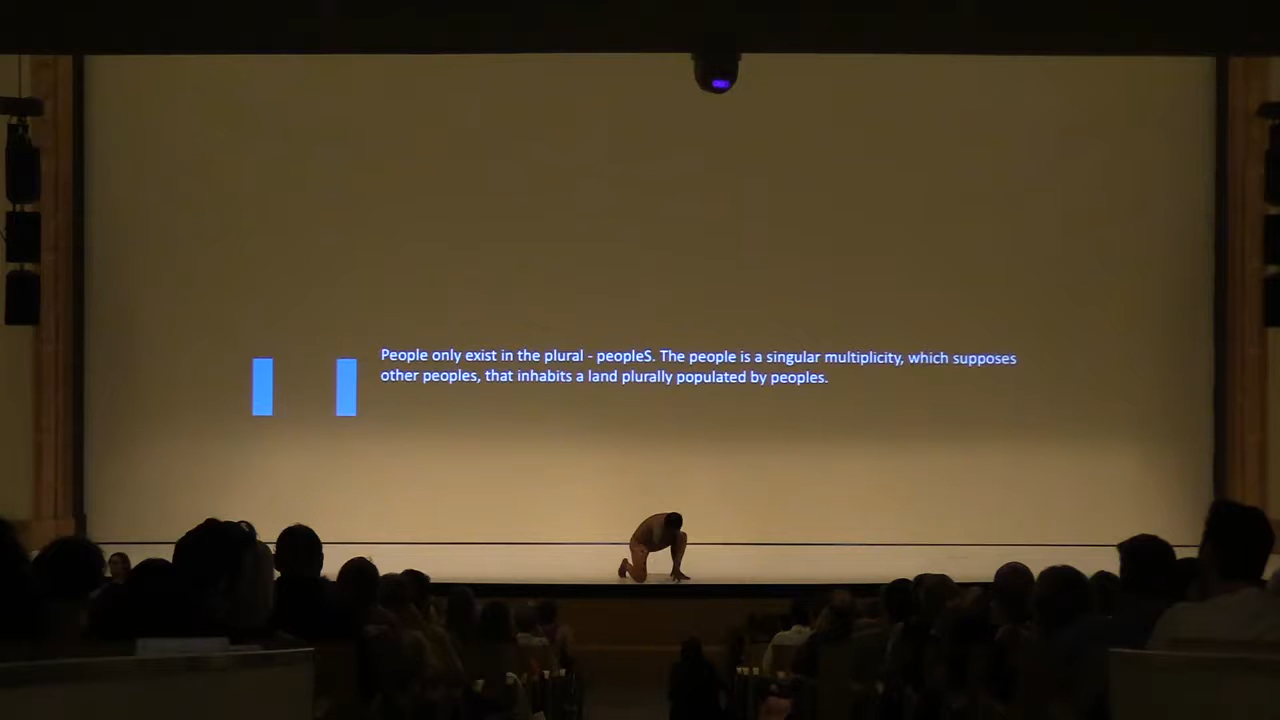 People only exist in the plural - peopleS. The people is a singular multiplicity, which supposes
other peoples, that inhabits a land plurally populated by peoples.